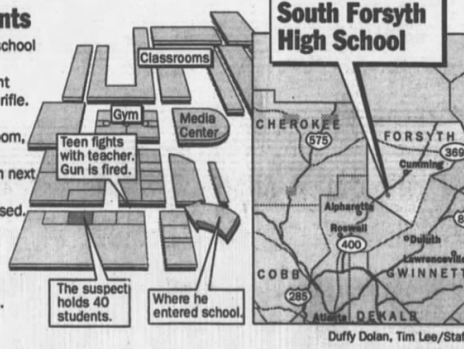 nts
school
nt
rifle.
om,
n next
sed.
Classrooms
Gym
Media
Center
Teen fights
with teacher.
Gun is fired.
The suspect
holds 40
students.
Where he
entered school.
South Forsyth
High School
CHEROKEE
575
FORSYTH
369
Cumming
Alpharetta
Roswell
400
Duluth
Lawrenceville
COBB
GWINNETT
285
Atlanta
DEKALB
Duffy Dolan, Tim Lee/Staf